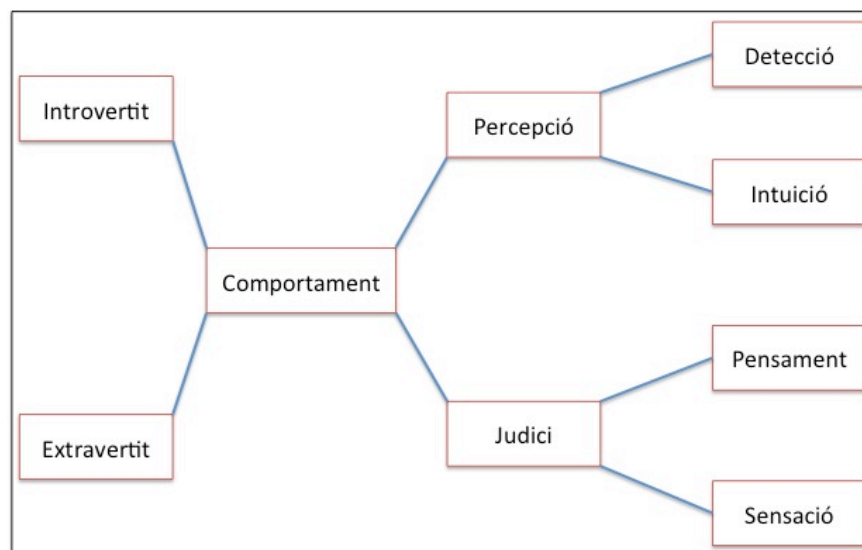 Introvertit
Extravertit
Comportament
Percepció
Judici
Detecció
Intuició
Pensament
Sensació